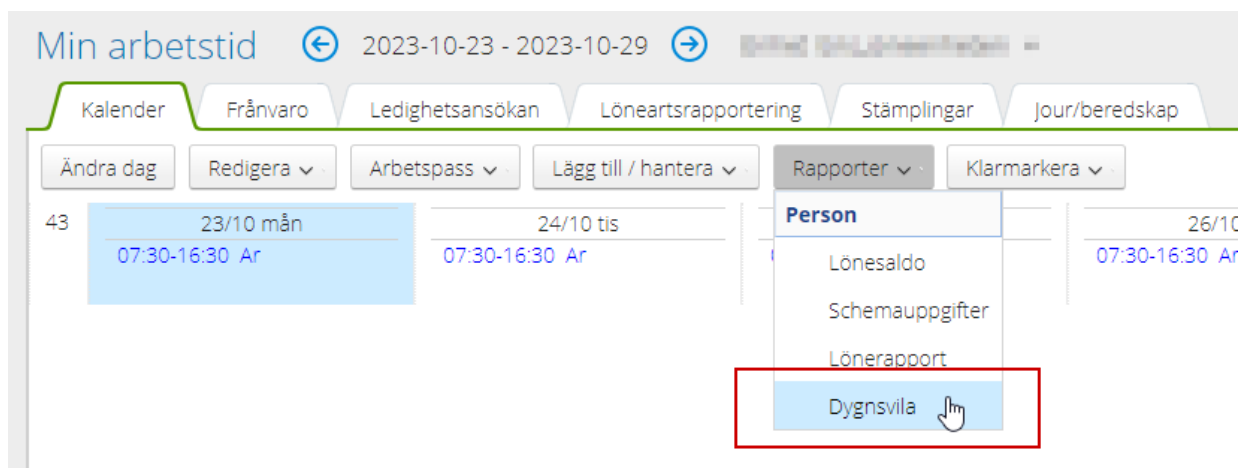 Min arbetstid 2023-10-23 - 2023-10-29
Kalender Frånvaro Ledighetsansökan Löneartsrapportering Stämplingar Jour/beredskap
Ändra dag Redigera Arbetspass Lägg till / hantera Rapporter Klarmarkera
43 23/10 mån 24/10 tis Person 26/10
07:30-16:30 Ar 07:30-16:30 Ar 07:30-16:30 Ar
Lönesaldo
Schemauppgifter
Lönerapport
Dygnsvila